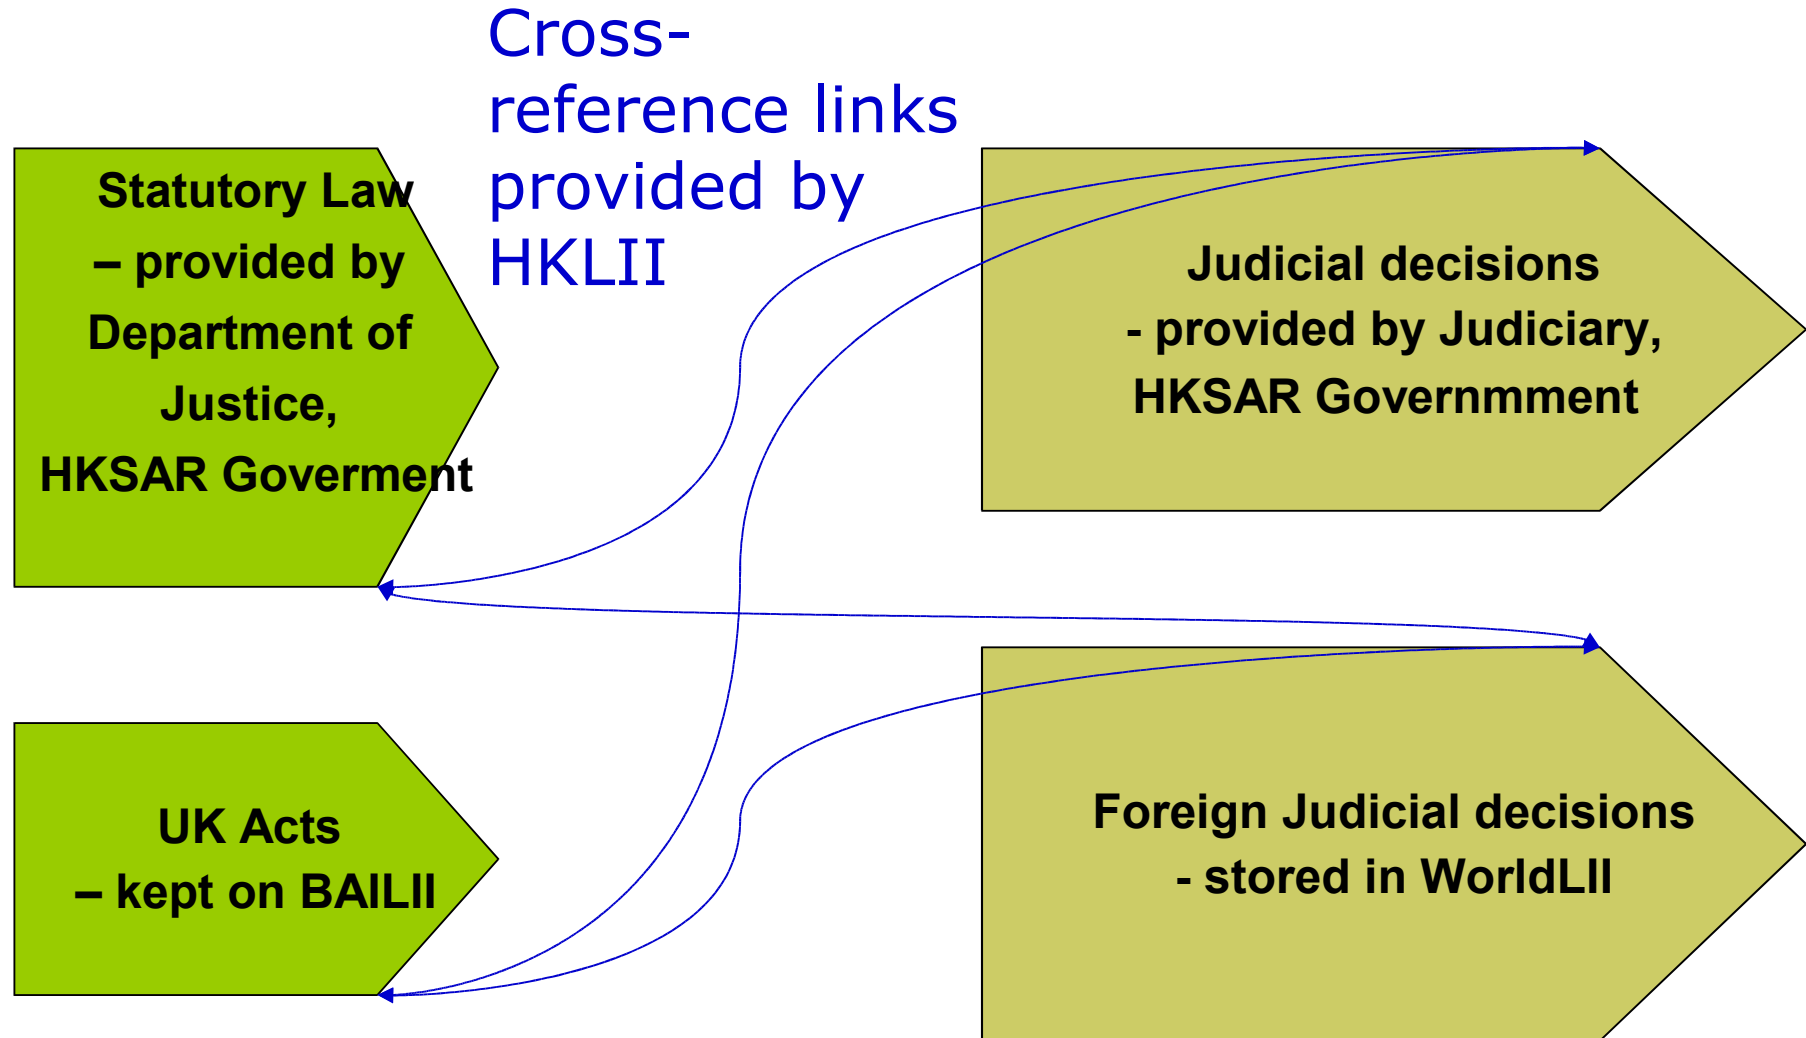 Cross-
reference links
provided by
HKLII
Statutory Law
– provided by
Department of
Justice,
HKSAR Goverment
Judicial decisions
- provided by Judiciary,
HKSAR Governmment
UK Acts
– kept on BAILII
Foreign Judicial decisions
- stored in WorldLII